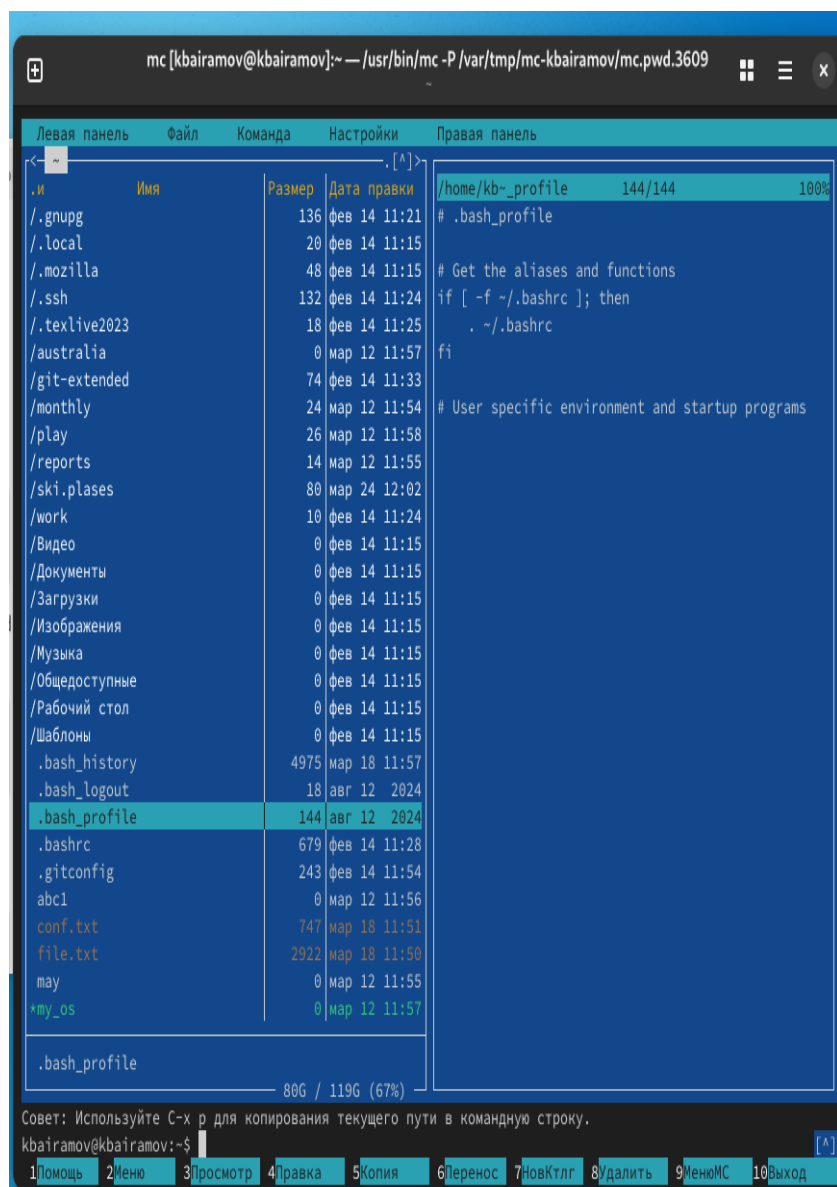 mc [kbairamov@kbairamov]:~ — /usr/bin/mc -P /var/tmp/mc-kbairamov/mc.pwd.3609
~
Левая панель Файл Команда Настройки Правая панель
<— ~ .[^]>
.и Имя Размер Дата правки
/.gnupg 136 фев 14 11:21
/.local 20 фев 14 11:15
/.mozilla 48 фев 14 11:15
/.ssh 132 фев 14 11:24
/.texlive2023 18 фев 14 11:25
/australia 0 мар 12 11:57
/git-extended 74 фев 14 11:33
/monthly 24 мар 12 11:54
/play 26 мар 12 11:58
/reports 14 мар 12 11:55
/ski.plases 80 мар 24 12:02
/work 10 фев 14 11:24
/Видео 0 фев 14 11:15
/Документы 0 фев 14 11:15
/Загрузки 0 фев 14 11:15
/Изображения 0 фев 14 11:15
/Музыка 0 фев 14 11:15
/Общедоступные 0 фев 14 11:15
/Рабочий стол 0 фев 14 11:15
/Шаблоны 0 фев 14 11:15
.bash_history 4975 мар 18 11:57
.bash_logout 18 авг 12 2024
.bash_profile 144 авг 12 2024
.bashrc 679 фев 14 11:28
.gitconfig 243 фев 14 11:54
abc1 0 мар 12 11:56
conf.txt 747 мар 18 11:51
file.txt 2922 мар 18 11:50
may 0 мар 12 11:55
*my_os 0 мар 12 11:57
.bash_profile
80G / 119G (67%)
/home/kb~_profile 144/144 100%
# .bash_profile
# Get the aliases and functions
if [ -f ~/.bashrc ]; then
. ~/.bashrc
fi
# User specific environment and startup programs
Совет: Используйте C-x p для копирования текущего пути в командную строку.
kbairamov@kbairamov:~$ [^]
1Помощь 2Меню 3Просмотр 4Правка 5Копия 6Перенос 7НовКтлг 8Удалить 9МенюMC 10Выход